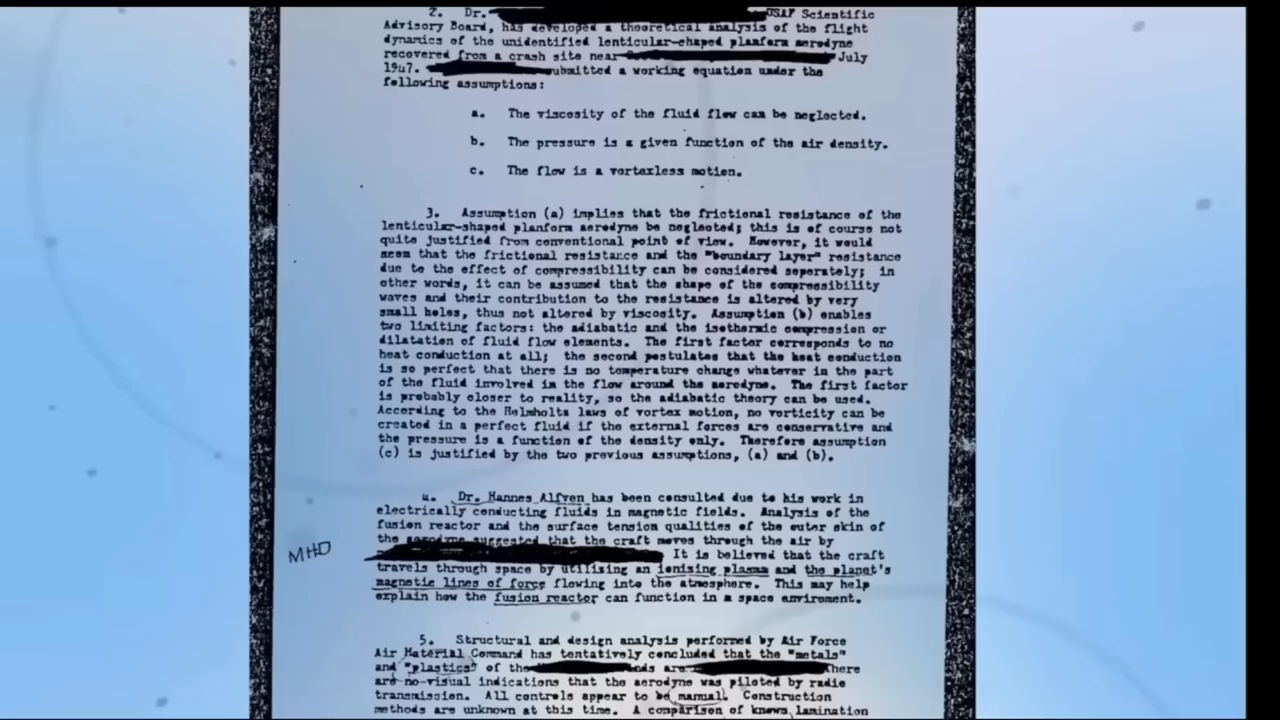 2. Dr. USAF Scientific
Advisory Board, has developed a theoretical analysis of the flight
dynamics of the unidentified lenticular-shaped planform aerodyne
recovered from a crash site near July
1947. submitted a working equation under the
following assumptions:
a. The viscosity of the fluid flow can be neglected.
b. The pressure is a given function of the air density.
c. The flow is a vortexless motion.
3. Assumption (a) implies that the frictional resistance of the
lenticular-shaped planform aerodyne be neglected; this is of course not
quite justified from conventional point of view. However, it would
seem that the frictional resistance and the "boundary layer" resistance
due to the effect of compressibility can be considered seperately; in
other words, it can be assumed that the shape of the compressibility
waves and their contribution to the resistance is altered by very
small holes, thus not altered by viscosity. Assumption (b) enables
two limiting factors: the adiabatic and the isothermic compression or
dilatation of fluid flow elements. The first factor corresponds to no
heat conduction at all; the second postulates that the heat conduction
is so perfect that there is no temperature change whatever in the part
of the fluid involved in the flow around the aerodyne. The first factor
is probably closer to reality, so the adiabatic theory can be used.
According to the Helmholtz laws of vortex motion, no vorticity can be
created in a perfect fluid if the external forces are conservative and
the pressure is a function of the density only. Therefore assumption
(c) is justified by the two previous assumptions, (a) and (b).
4. Dr. Hannes Alfven has been consulted due to his work in
electrically conducting fluids in magnetic fields. Analysis of the
fusion reactor and the surface tension qualities of the outer skin of
the aerodyne suggested that the craft moves through the air by
MHD
It is believed that the craft
travels through space by utilizing an ionizing plasma and the planet's
magnetic lines of force flowing into the atmosphere. This may help
explain how the fusion reactor can function in a space enviroment.
5. Structural and design analysis performed by Air Force
Air Material Command has tentatively concluded that the "metals"
and "plastics" of the are There
are no visual indications that the aerodyne was piloted by radio
transmission. All controls appear to be manual. Construction
methods are unknown at this time. A comparison of known lamination